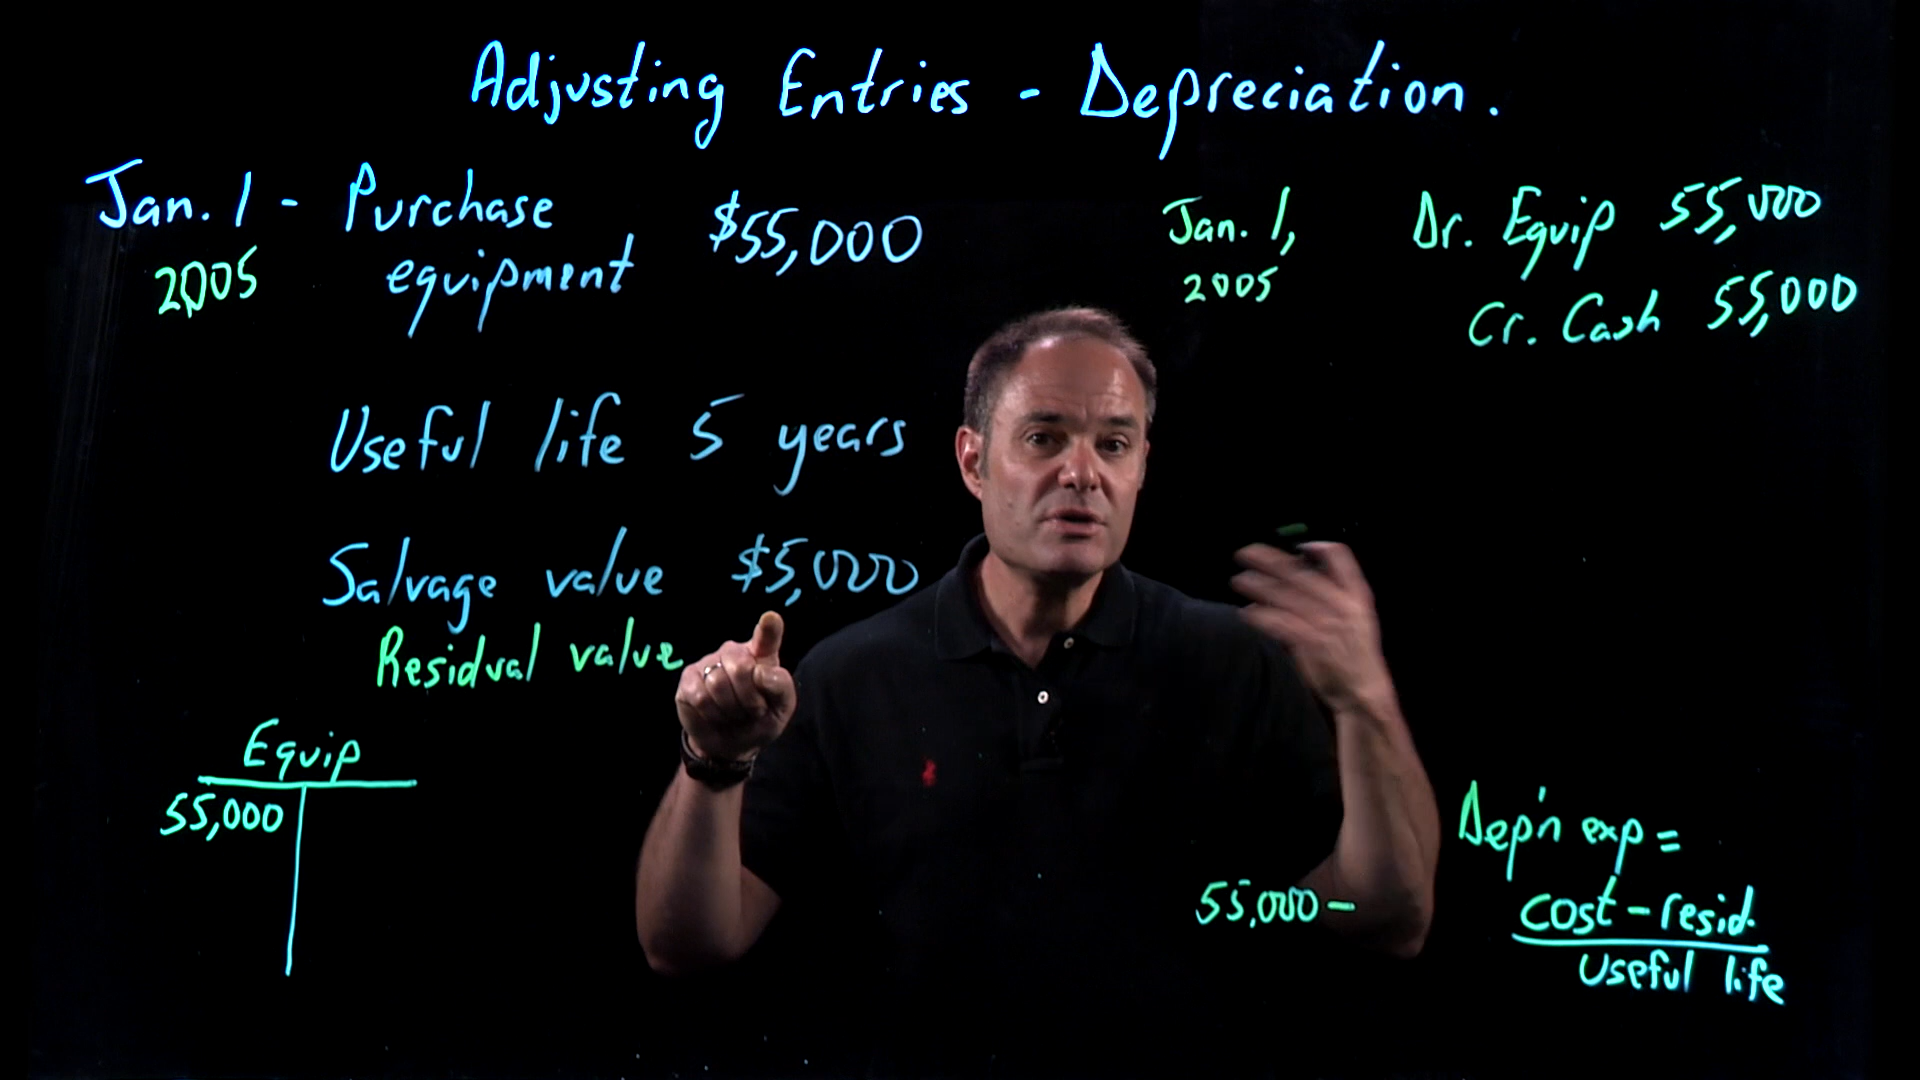 Adjusting Entries - Depreciation.
Jan. 1 - Purchase
2005 equipment $55,000
Useful life 5 years
Salvage value $5,000
Residual value
Equip
55,000
Jan. 1, Dr. Equip 55,000
2005 Cr. Cash 55,000
Dep'n exp =
55,000 - cost - resid.
useful life